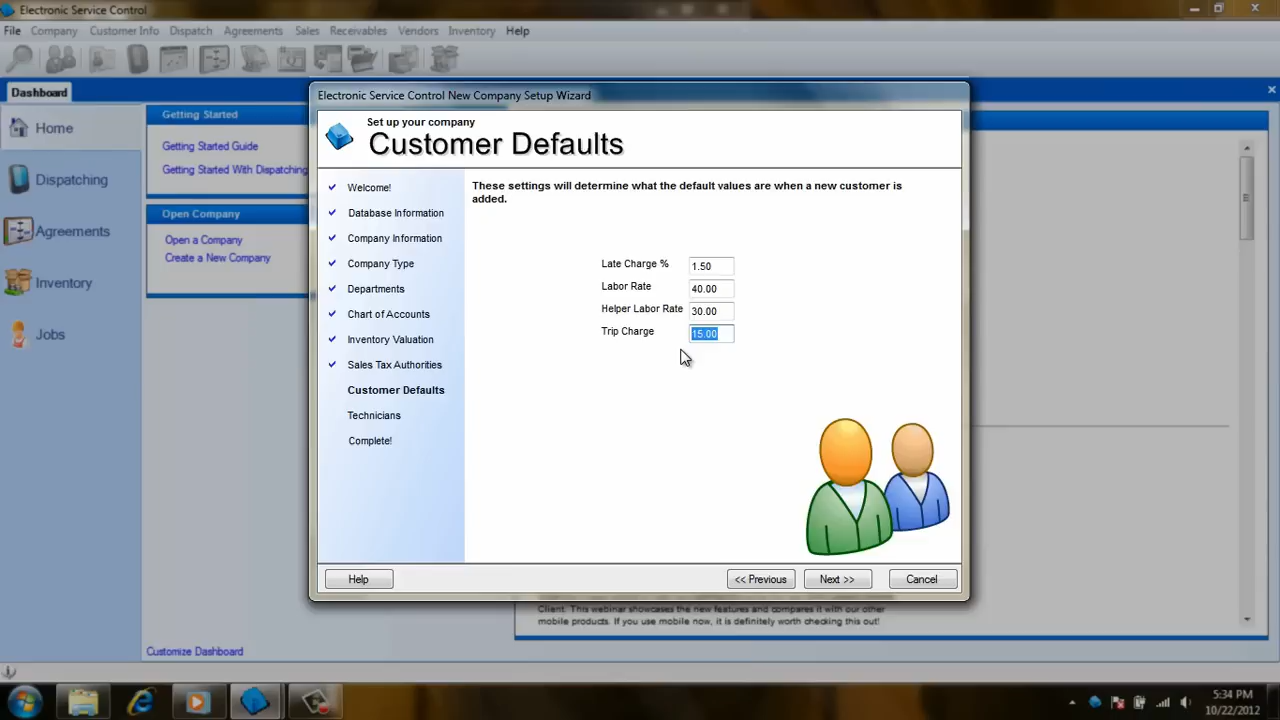 Electronic Service Control
File Company Customer Info Dispatch Agreements Sales Receivables Vendors Inventory Help
Dashboard
Home
Dispatching
Agreements
Inventory
Jobs
Getting Started
Getting Started Guide
Getting Started With Dispatching
Open Company
Open a Company
Create a New Company
Customize Dashboard
Electronic Service Control New Company Setup Wizard
Set up your company
Customer Defaults
Welcome!
Database Information
Company Information
Company Type
Departments
Chart of Accounts
Inventory Valuation
Sales Tax Authorities
Customer Defaults
Technicians
Complete!
These settings will determine what the default values are when a new customer is
added.
Late Charge % 1.50
Labor Rate 40.00
Helper Labor Rate 30.00
Trip Charge 15.00
Help << Previous Next >> Cancel
Client. This webinar showcases the new features and compares it with our other
mobile products. If you use mobile now, it is definitely worth checking this out!
5:34 PM
10/22/2012